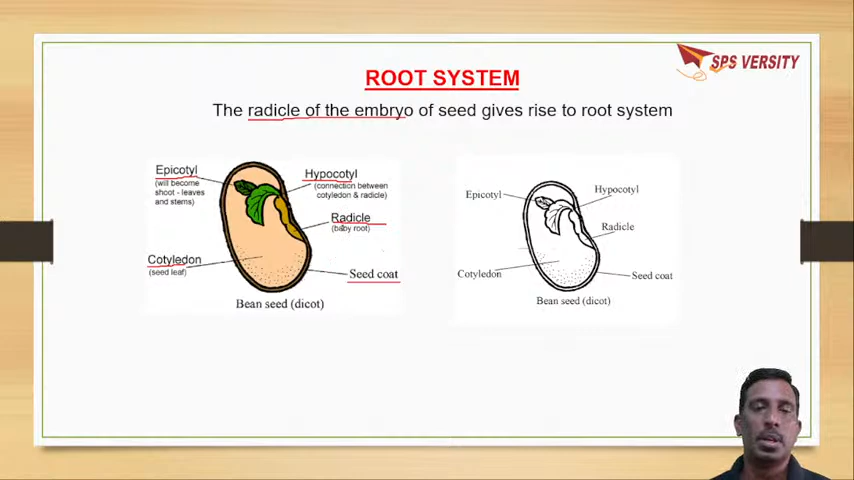 SPS VERSITY
ROOT SYSTEM
The radicle of the embryo of seed gives rise to root system
Epicotyl
(will become
shoot - leaves
and stems)
Hypocotyl
(connection between
cotyledon & radicle)
Radicle
(baby root)
Cotyledon
(seed leaf)
Seed coat
Bean seed (dicot)
Epicotyl
Hypocotyl
Radicle
Cotyledon
Seed coat
Bean seed (dicot)